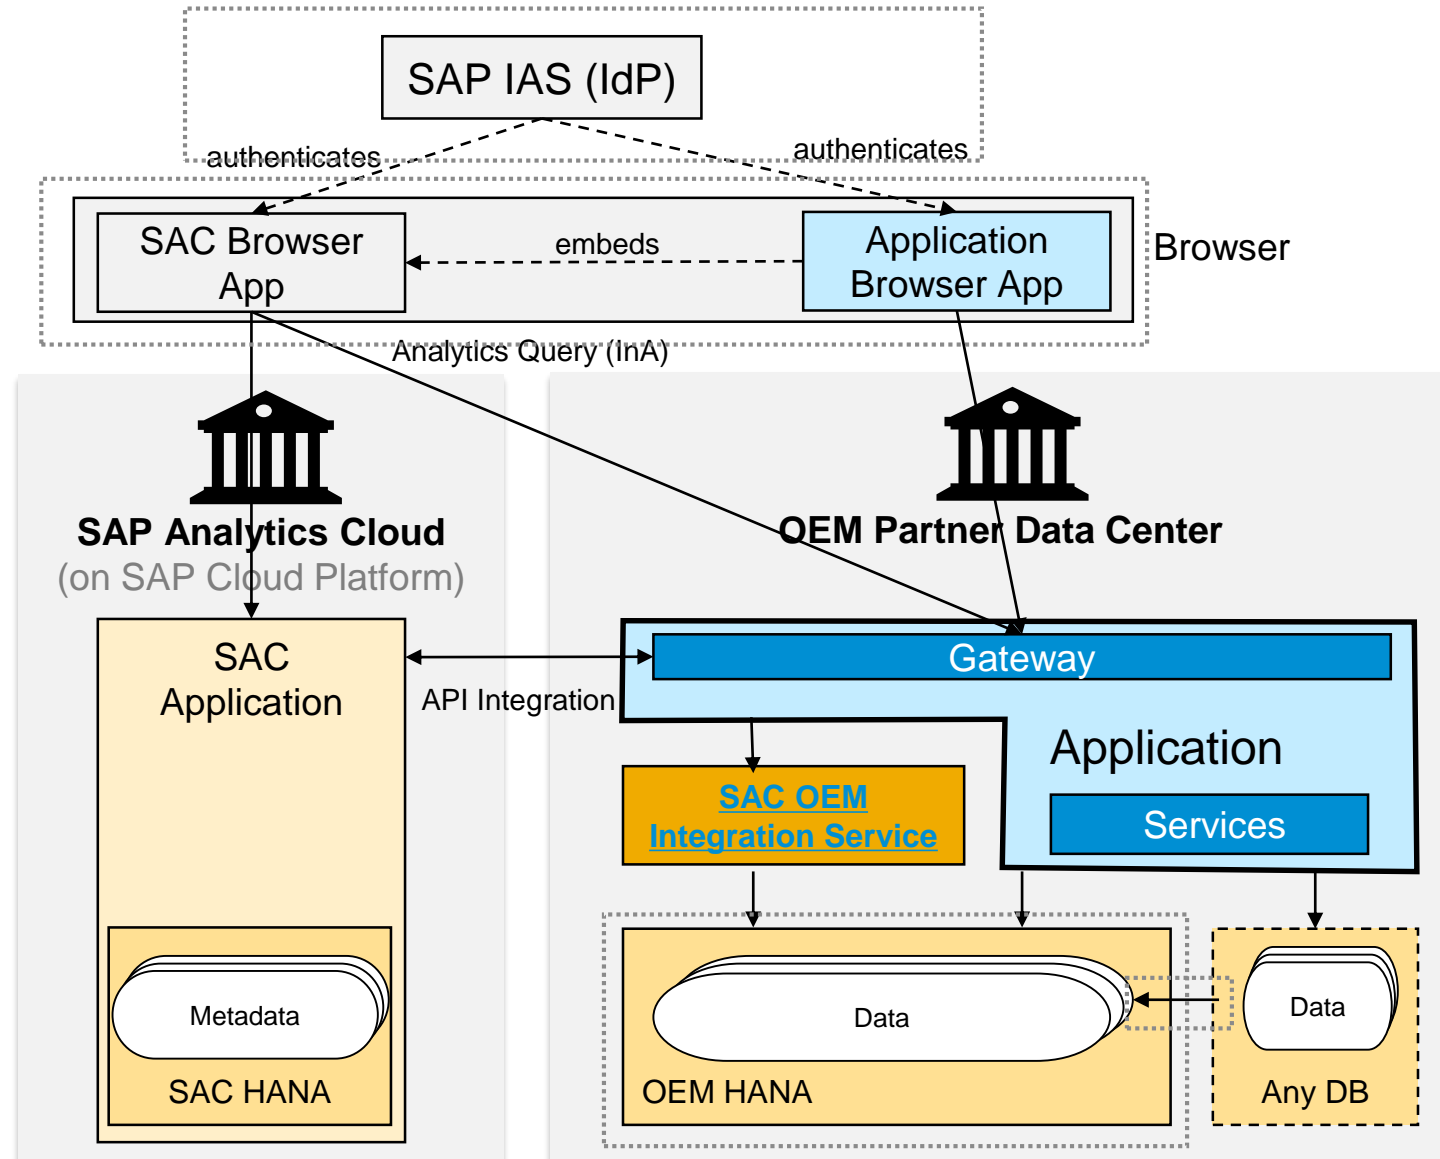 SAP IAS (IdP)
authenticates
authenticates
SAC Browser
App
embeds
Application
Browser App
Browser
Analytics Query (InA)
SAP Analytics Cloud
(on SAP Cloud Platform)
OEM Partner Data Center
SAC
Application
API Integration
Gateway
Application
SAC OEM
Integration Service
Services
Metadata
SAC HANA
Data
OEM HANA
Data
Any DB